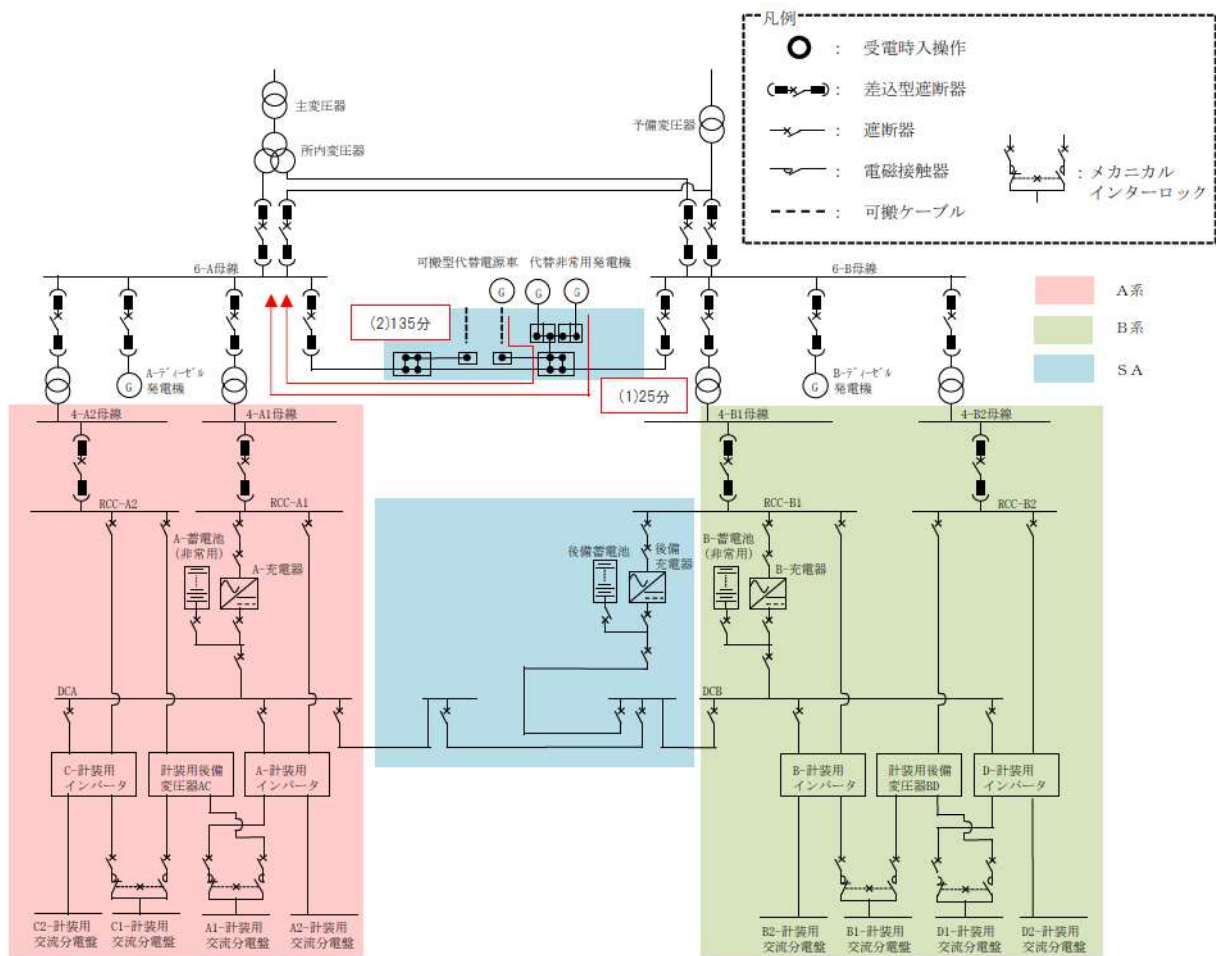 凡例
： 受電時入操作
： 差込型遮断器
： 遮断器
： 電磁接触器
： 可搬ケーブル
： メカニカル
インターロック
主変圧器
所内変圧器
予備変圧器
6-A母線
可搬型代替電源車 代替非常用発電機
6-B母線
A系
B系
SA
(2)135分
(1)25分
G
G
G
A-ディーゼル
発電機
G
B-ディーゼル
発電機
G
4-A2母線
4-A1母線
4-B1母線
4-B2母線
RCC-A2
RCC-A1
RCC-B1
RCC-B2
A-蓄電池
(非常用)
A-充電器
後備蓄電池
後備
充電器
B-蓄電池
(非常用)
B-充電器
DCA
DCB
C-計装用
インバータ
計装用後備
変圧器AC
A-計装用
インバータ
B-計装用
インバータ
計装用後備
変圧器BD
D-計装用
インバータ
C2-計装用
交流分電盤
C1-計装用
交流分電盤
A1-計装用
交流分電盤
A2-計装用
交流分電盤
B2-計装用
交流分電盤
B1-計装用
交流分電盤
D1-計装用
交流分電盤
D2-計装用
交流分電盤